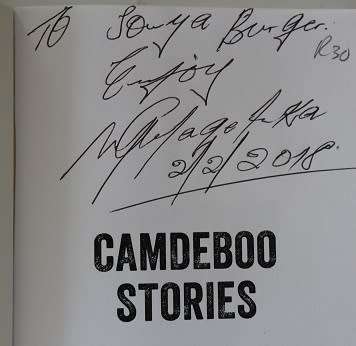 To Sonya Burger.
R30
Enjoy
2/2/2018.
CAMDEBOO
STORIES